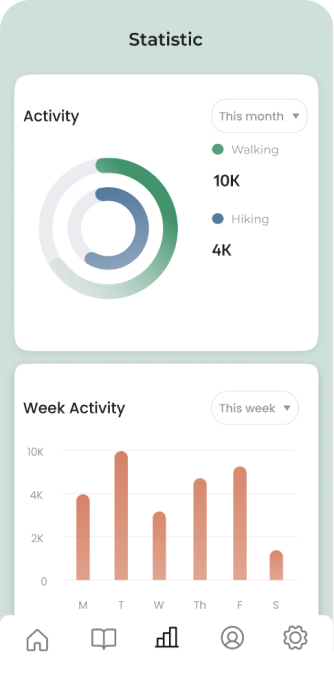 Statistic
Activity
This month
Walking
10K
Hiking
4K
Week Activity
This week
10K
4K
2K
0
M T W Th F S